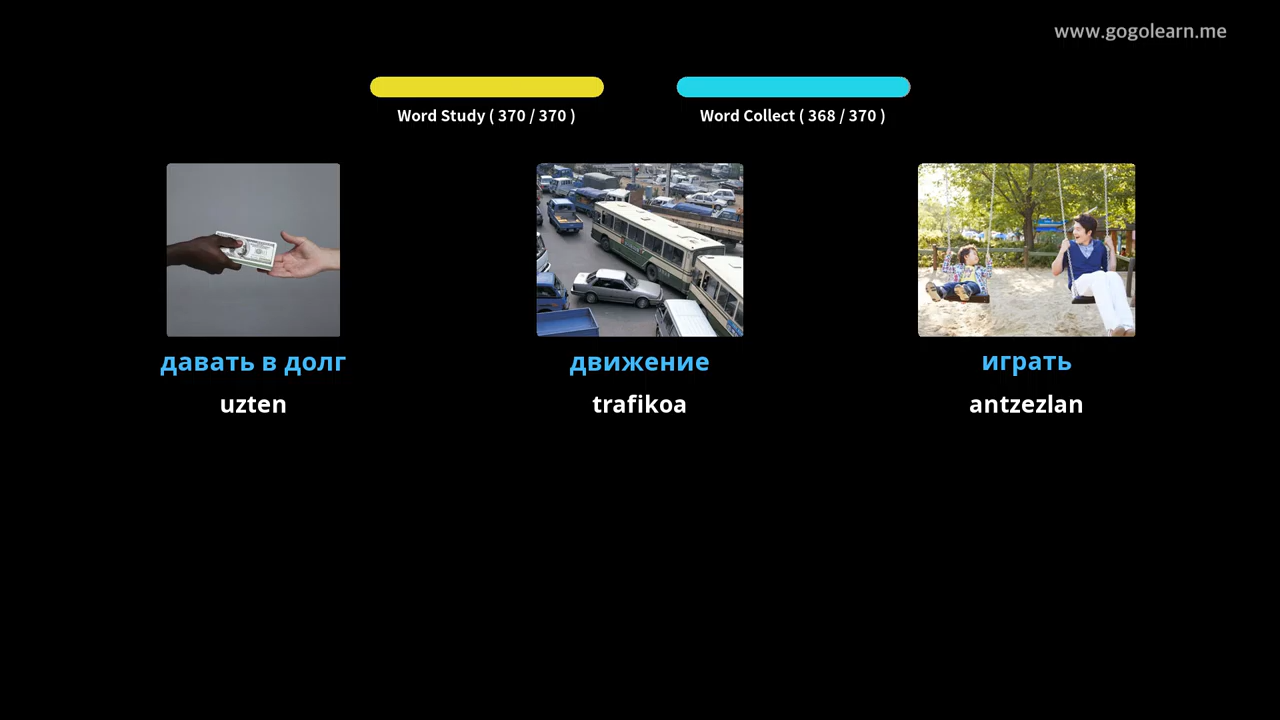 www.gogolearn.me
Word Study ( 370 / 370 )
Word Collect ( 368 / 370 )
давать в долг
движение
играть
uzten
trafikoa
antzezlan